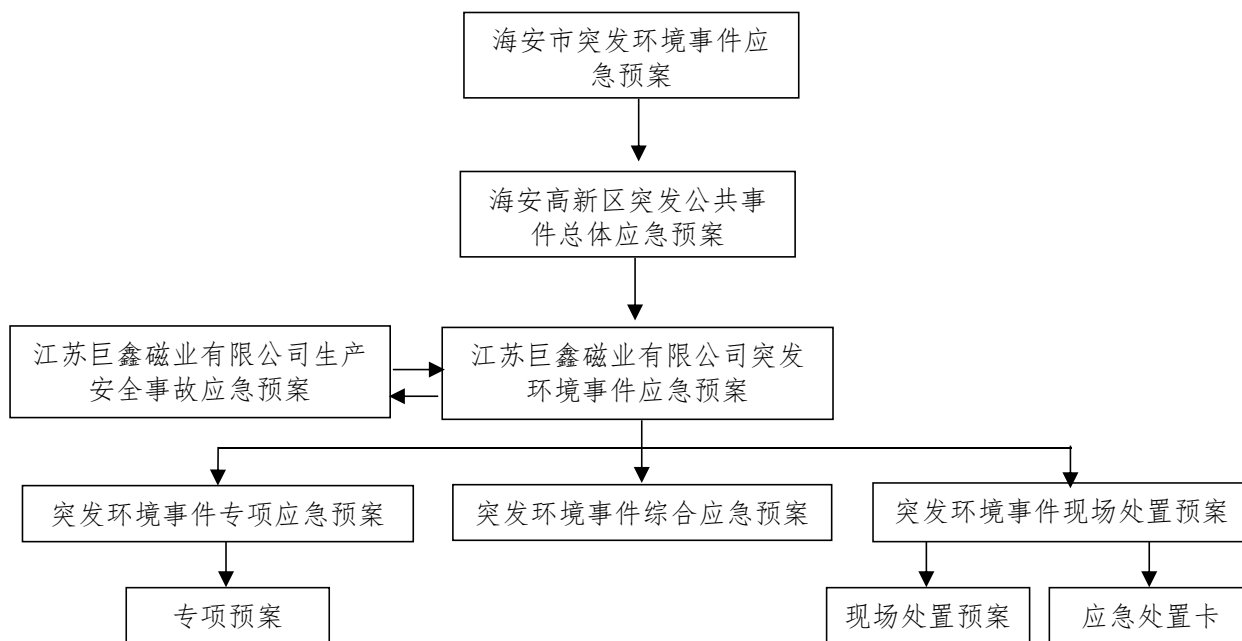 海安市突发环境事件应
急预案
海安高新区突发公共事
件总体应急预案
江苏巨鑫磁业有限公司生产
安全事故应急预案
江苏巨鑫磁业有限公司突发
环境事件应急预案
突发环境事件专项应急预案
突发环境事件综合应急预案
突发环境事件现场处置预案
专项预案
现场处置预案
应急处置卡